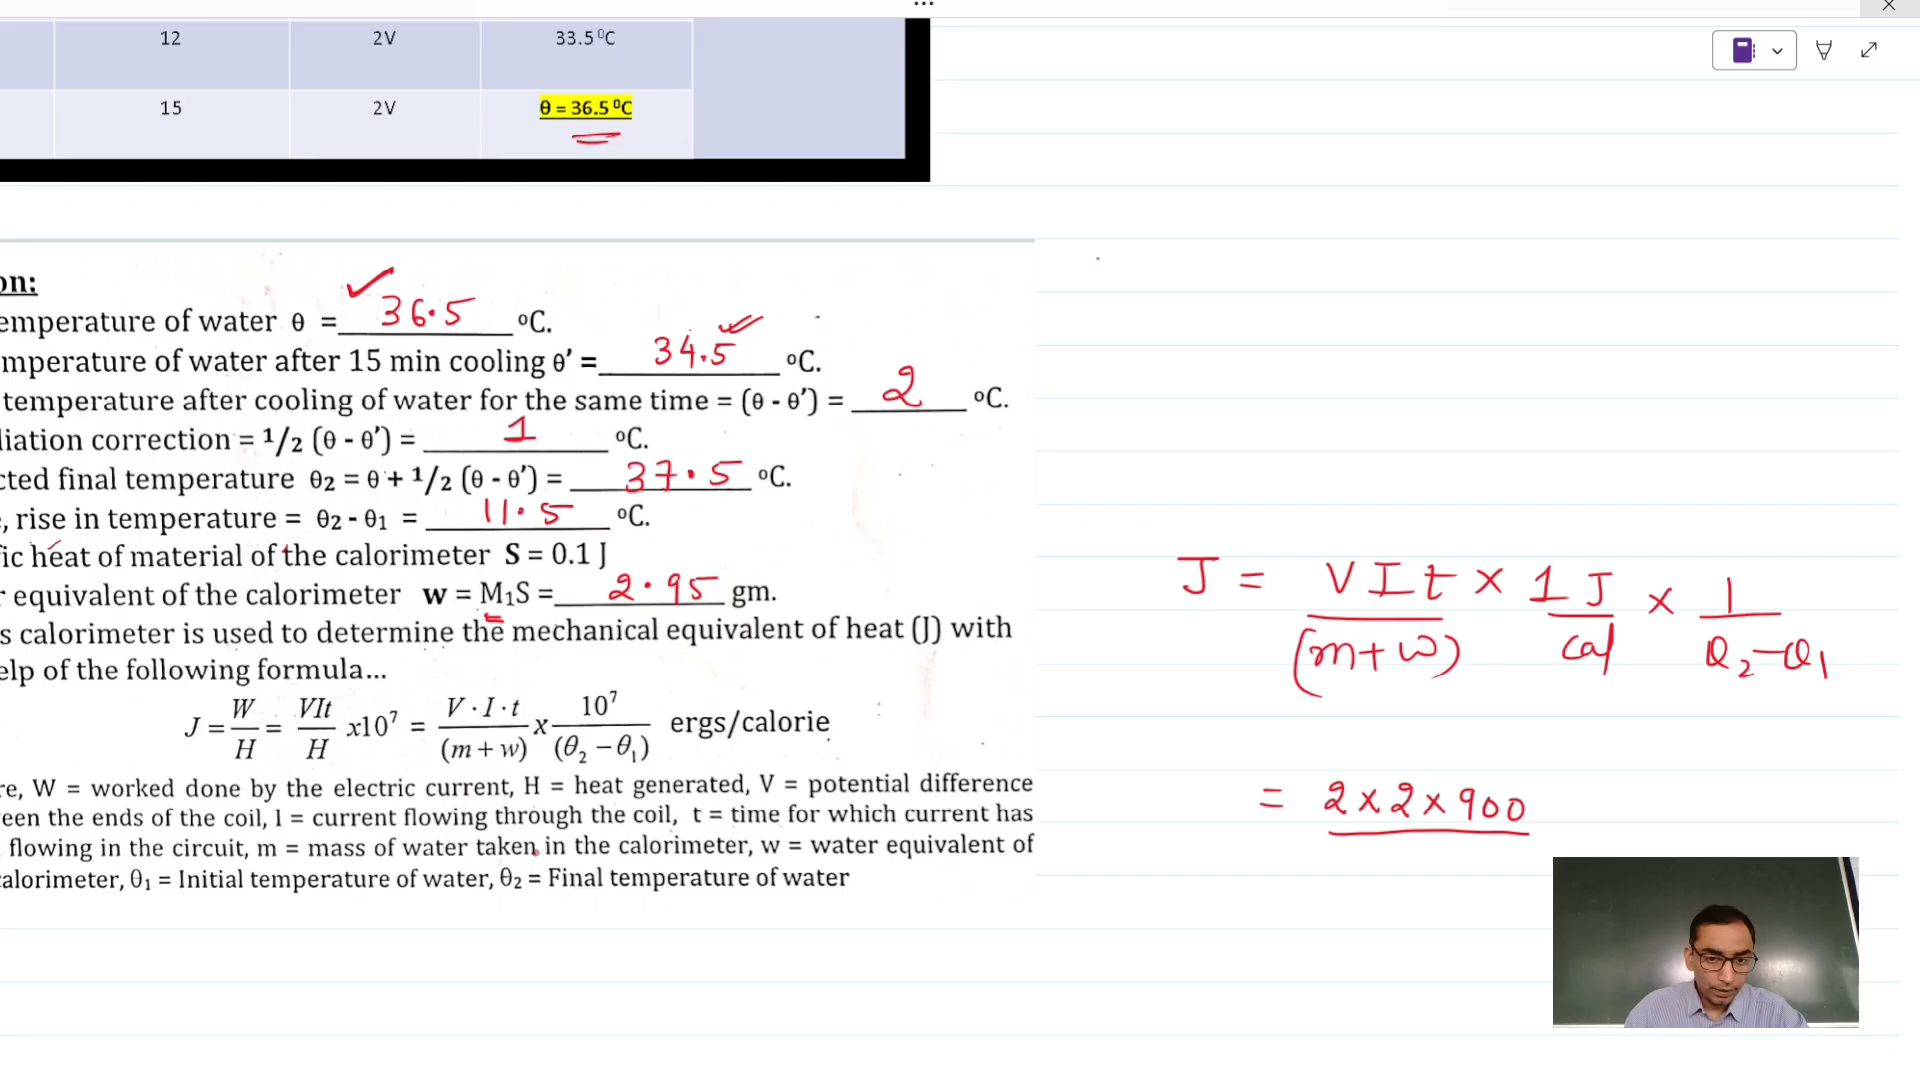 12 2V 33.5⁰C
15 2V θ = 36.5 ⁰C
on:
emperature of water θ = 36.5 °C.
mperature of water after 15 min cooling θ’ = 34.5 °C.
temperature after cooling of water for the same time = (θ - θ’) = 2 °C.
liation correction = ¹/₂ (θ - θ’) = 1 °C.
cted final temperature θ₂ = θ + ¹/₂ (θ - θ’) = 37.5 °C.
, rise in temperature = θ₂ - θ₁ = 11.5 °C.
ic heat of material of the calorimeter S = 0.1 J
r equivalent of the calorimeter w = M₁S = 2.95 gm.
s calorimeter is used to determine the mechanical equivalent of heat (J) with
elp of the following formula...
J = W/H = VIt/H x10⁷ = V·I·t/(m+w) x 10⁷/(θ₂ −θ₁) ergs/calorie
re, W = worked done by the electric current, H = heat generated, V = potential difference
een the ends of the coil, I = current flowing through the coil, t = time for which current has
flowing in the circuit, m = mass of water taken in the calorimeter, w = water equivalent of
alorimeter, θ₁ = Initial temperature of water, θ₂ = Final temperature of water
J = VIt/(m+w) × 1J/cal × 1/θ₂−θ₁
= 2×2×900